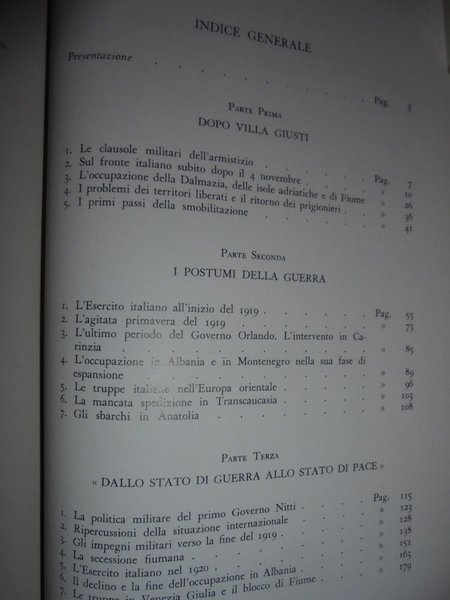 INDICE GENERALE
Presentazione . . . . . . . Pag. 3
PARTE PRIMA
DOPO VILLA GIUSTI
1. Le clausole militari dell'armistizio . . . . . Pag. 7
2. Sul fronte italiano subito dopo il 4 novembre . . . » 10
3. L'occupazione della Dalmazia, delle isole adriatiche e di Fiume » 26
4. I problemi dei territori liberati e il ritorno dei prigionieri . » 36
5. I primi passi della smobilitazione . . . . . » 41
PARTE SECONDA
I POSTUMI DELLA GUERRA
1. L'Esercito italiano all'inizio del 1919 . . . . . Pag. 55
2. L'agitata primavera del 1919 . . . . . . » 73
3. L'ultimo periodo del Governo Orlando. L'intervento in Ca-
rinzia . . . . . . . . . » 85
4. L'occupazione in Albania e in Montenegro nella sua fase di
espansione . . . . . . . . » 89
5. Le truppe italiane nell'Europa orientale . . . . » 96
6. La mancata spedizione in Transcaucasia . . . . » 103
7. Gli sbarchi in Anatolia . . . . . . . » 108
PARTE TERZA
« DALLO STATO DI GUERRA ALLO STATO DI PACE »
1. La politica militare del primo Governo Nitti . . . . Pag. 115
2. Ripercussioni della situazione internazionale . . . » 123
3. Gli impegni militari verso la fine del 1919 . . . . » 128
4. La secessione fiumana . . . . . . . » 138
5. L'Esercito italiano nel 1920 . . . . . . » 151
6. Il declino e la fine dell'occupazione in Albania . . . » 163
7. Le truppe in Venezia Giulia e il blocco di Fiume . . . » 179